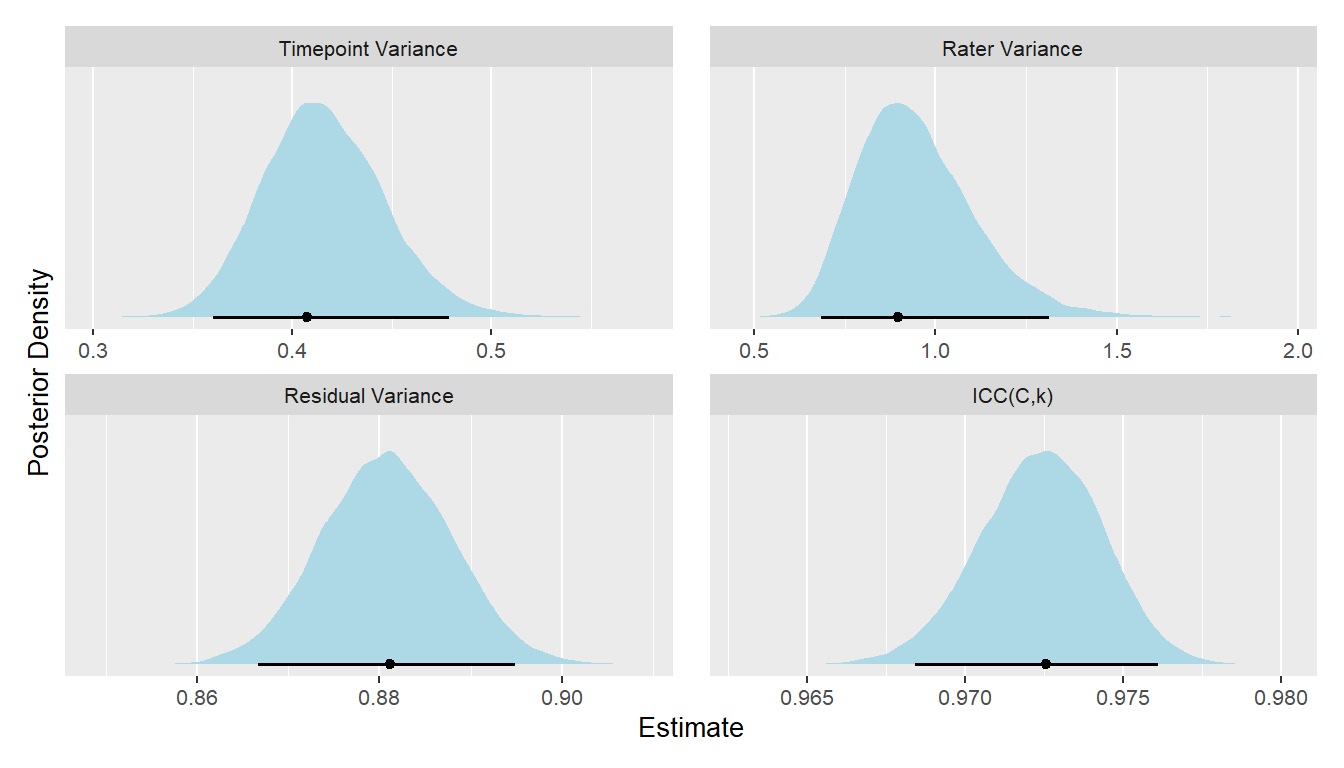 Timepoint Variance
Rater Variance
0.3 0.4 0.5
0.5 1.0 1.5 2.0
Residual Variance
ICC(C,k)
0.86 0.88 0.90
0.965 0.970 0.975 0.980
Posterior Density
Estimate